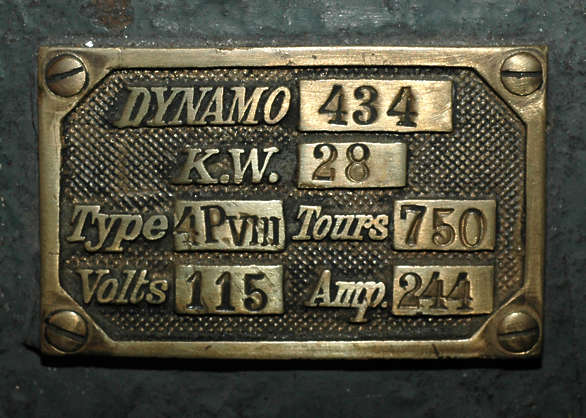 DYNAMO 434
K.W. 28
Type 4PVIII Tours 750
Volts 115 Amp. 244